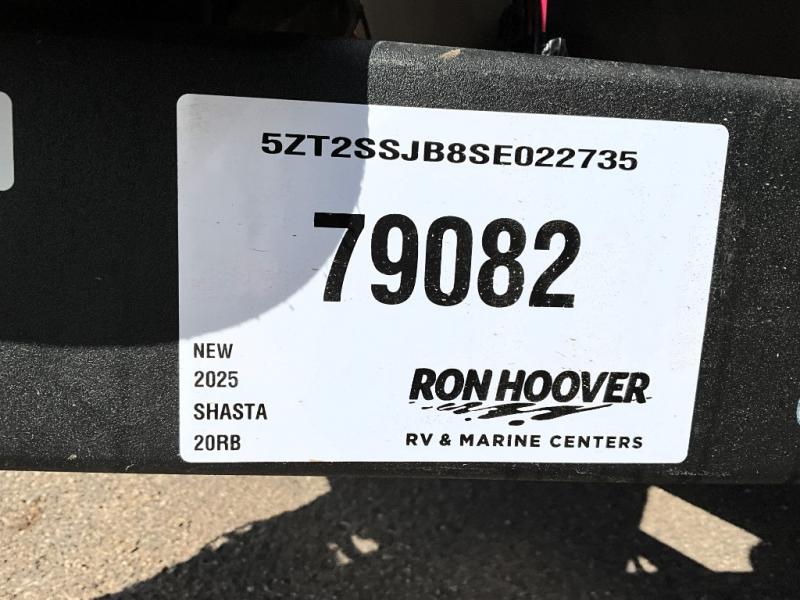 5ZT2SSJB8SE022735
79082
NEW
2025
SHASTA
20RB
RON HOOVER
RV & MARINE CENTERS